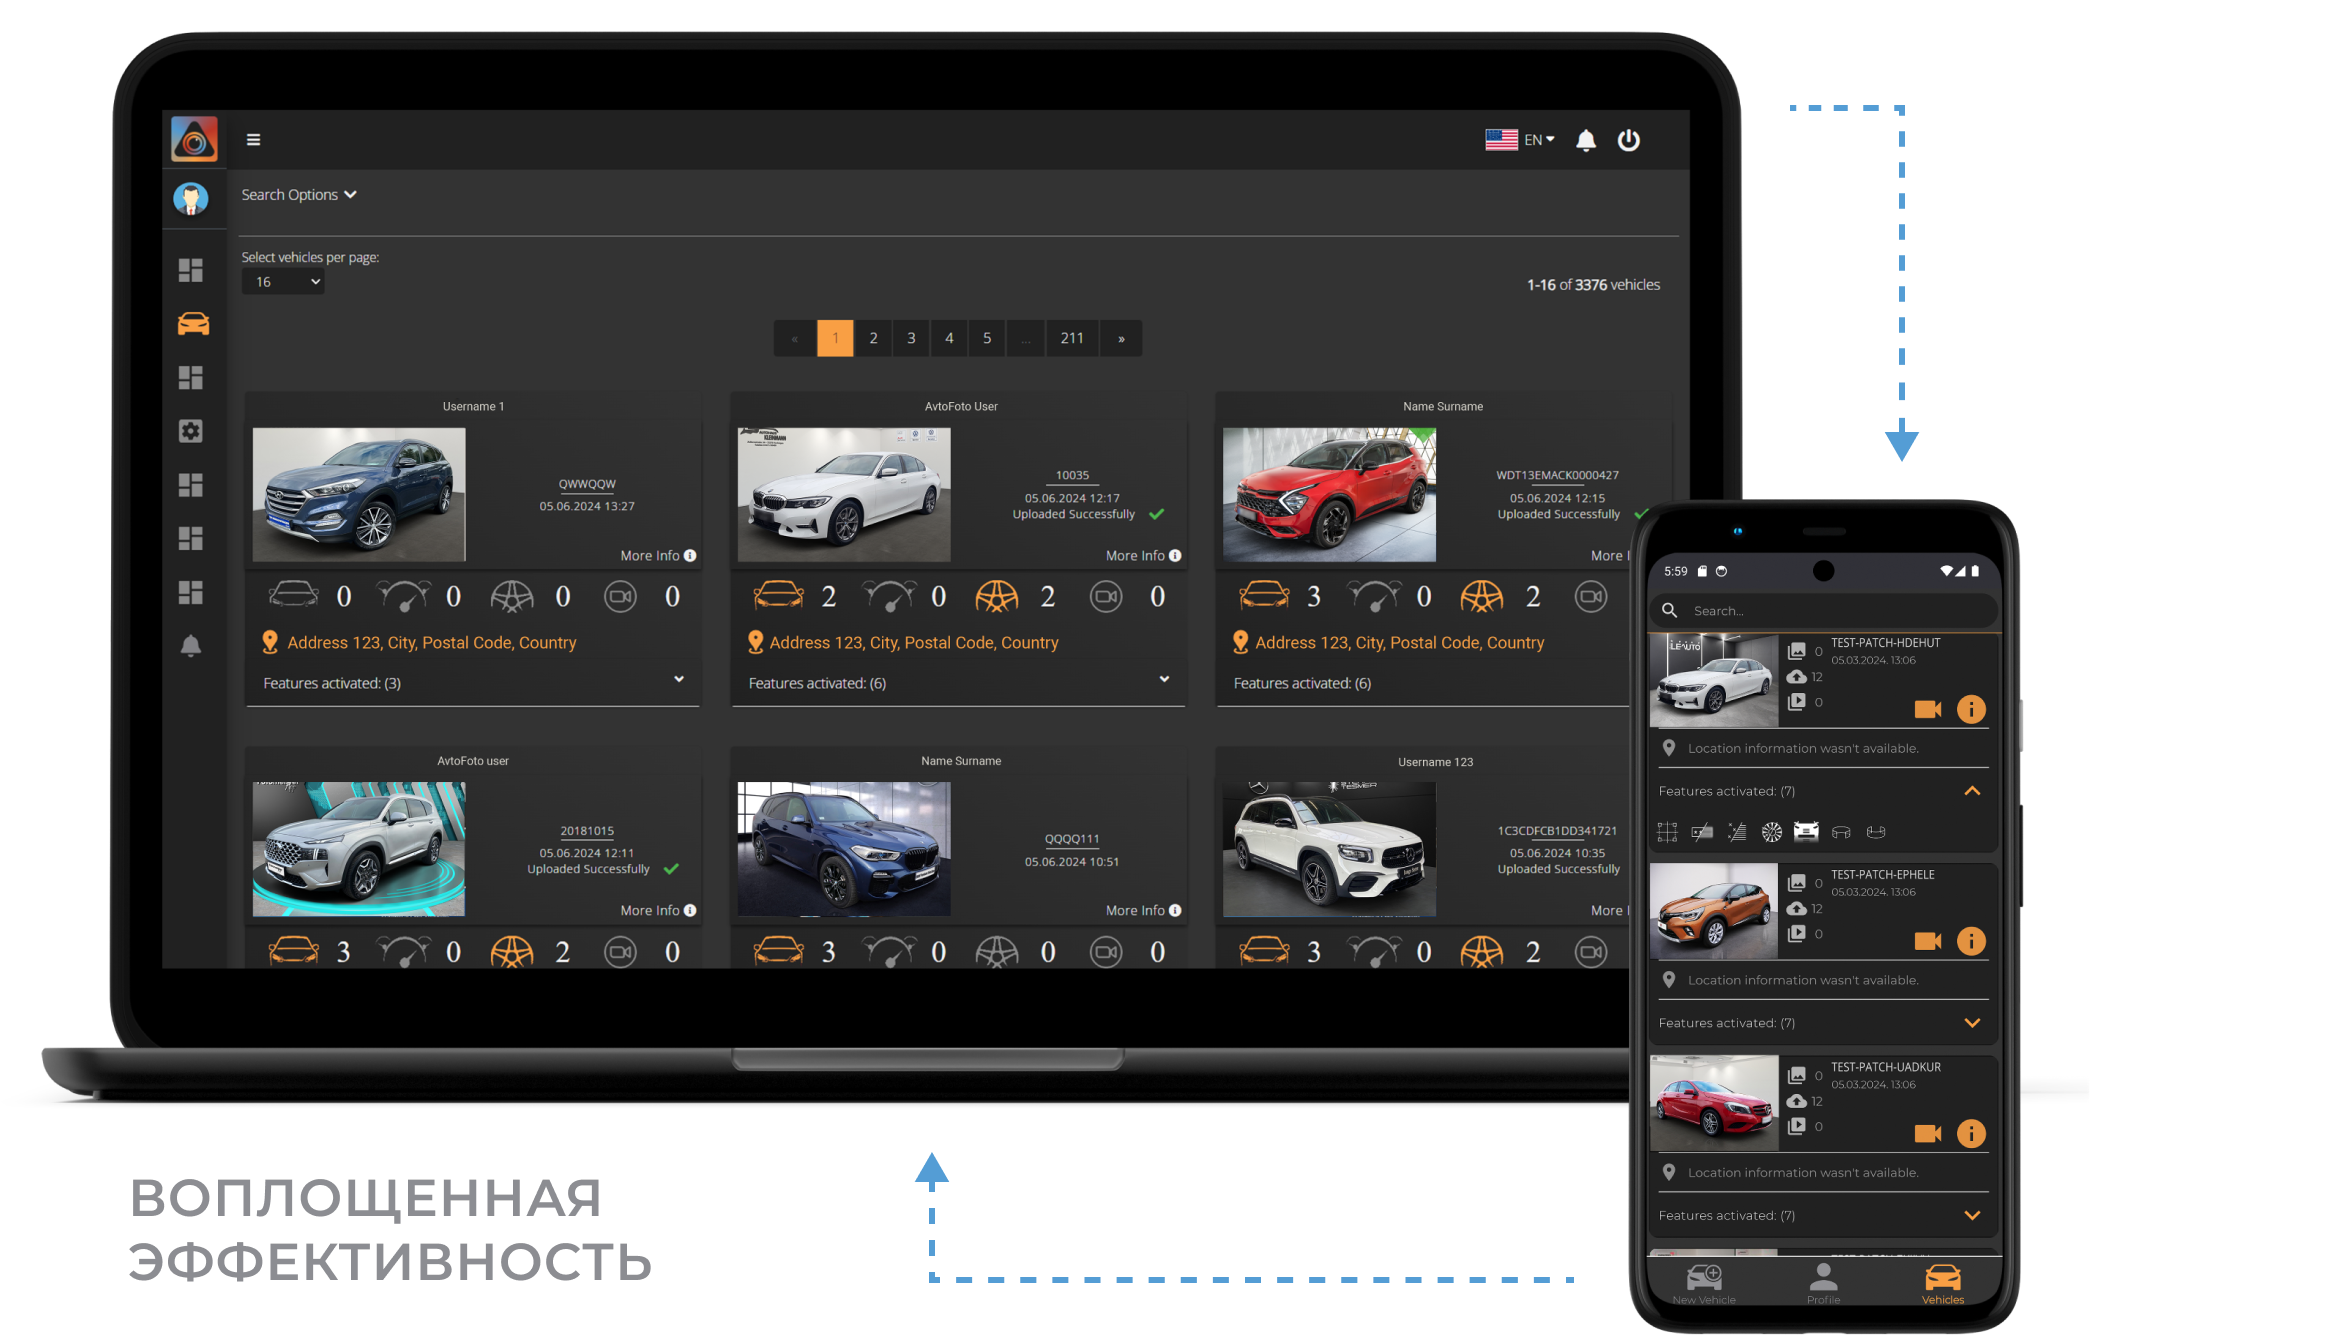 EN
Search Options
Select vehicles per page:
16
1-16 of 3376 vehicles
« 1 2 3 4 5 ... 211 »
Username 1
QWWQQW
05.06.2024 13:27
More Info
0 0 0 0
Address 123, City, Postal Code, Country
Features activated: (3)
AvtoFoto User
KLEINMANN
10035
05.06.2024 12:17
Uploaded Successfully
More Info
2 0 2 0
Address 123, City, Postal Code, Country
Features activated: (6)
Name Surname
WDT13EMACK0000427
05.06.2024 12:15
Uploaded Successfully
More
3 0 2
Address 123, City, Postal Code, Country
Features activated: (6)
AvtoFoto user
20181015
05.06.2024 12:11
Uploaded Successfully
More Info
3 0 2 0
Name Surname
QQQQ111
05.06.2024 10:51
More Info
3 0 0 0
Username 123
TESMER
1C3CDFCB1DD341721
05.06.2024 10:35
Uploaded Successfully
More
3 0 2
5:59
Search...
LEAUTO
TEST-PATCH-HDEHUT
05.03.2024. 13:06
0
12
0
Location information wasn't available.
Features activated: (7)
TEST-PATCH-EPHELE
05.03.2024. 13:06
0
12
0
Location information wasn't available.
Features activated: (7)
TEST-PATCH-UADKUR
05.03.2024. 13:06
0
12
0
Location information wasn't available.
Features activated: (7)
New Vehicle
Profile
Vehicles
ВОПЛОЩЕННАЯ
ЭФФЕКТИВНОСТЬ